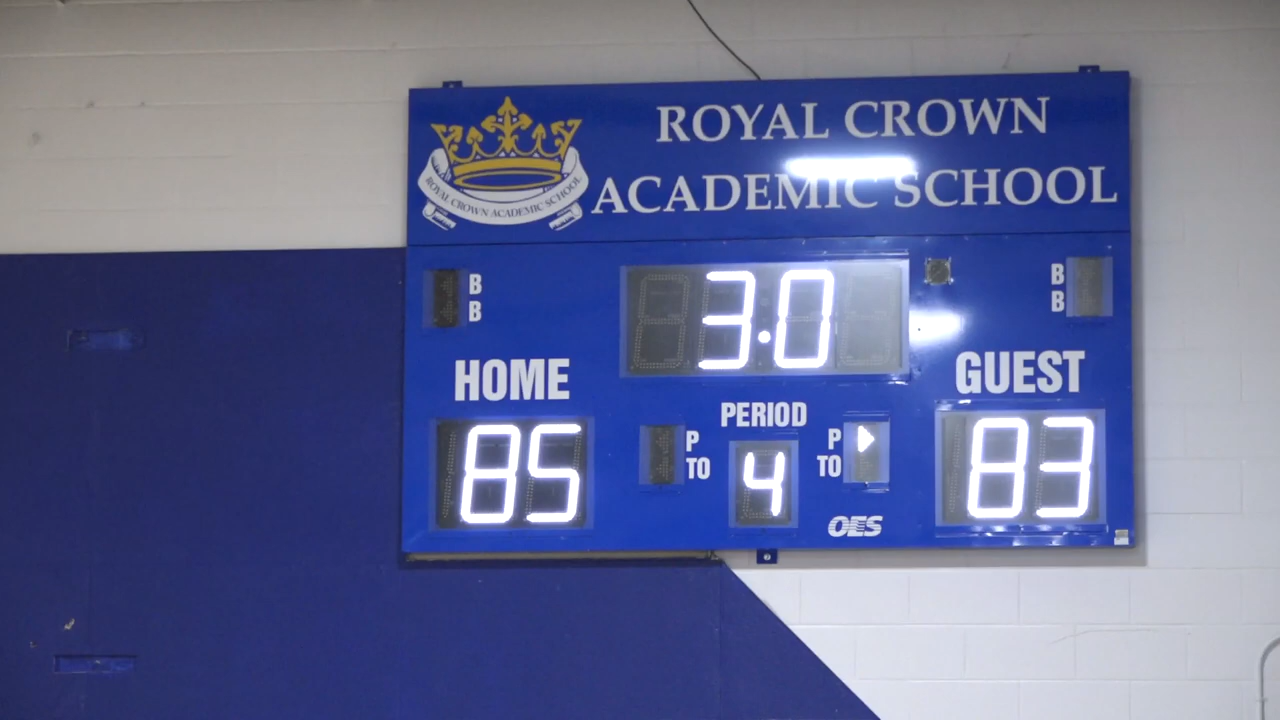 ROYAL CROWN
ACADEMIC SCHOOL
ROYAL CROWN ACADEMIC SCHOOL
B
B
3.0
B
B
HOME
GUEST
PERIOD
85
P
TO
4
P
TO
83
OES